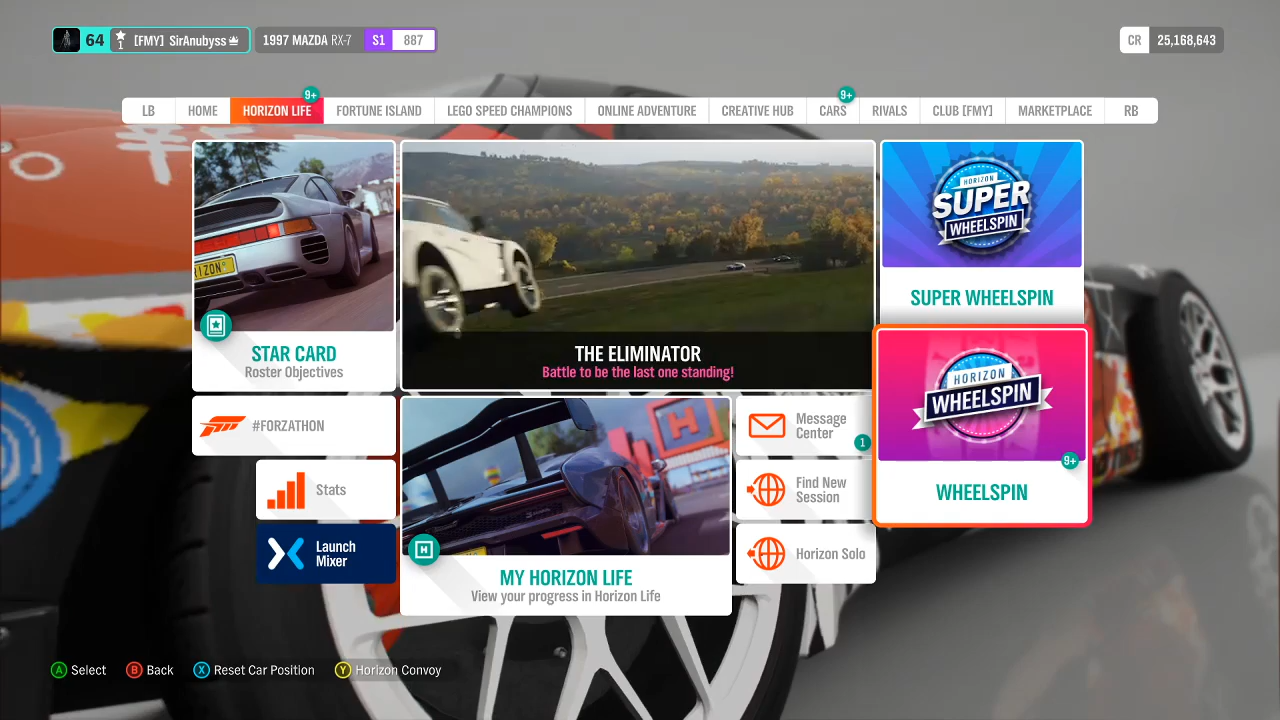 64 1 [FMY] SirAnubyss 1997 MAZDA RX-7 S1 887 CR 25,168,643
9+ 9+
LB HOME HORIZON LIFE FORTUNE ISLAND LEGO SPEED CHAMPIONS ONLINE ADVENTURE CREATIVE HUB CARS RIVALS CLUB [FMY] MARKETPLACE RB
HORIZON
STAR CARD
Roster Objectives
THE ELIMINATOR
Battle to be the last one standing!
HORIZON
SUPER
WHEELSPIN
SUPER WHEELSPIN
#FORZATHON
Stats
Launch
Mixer
H
H
MY HORIZON LIFE
View your progress in Horizon Life
Message
Center
1
Find New
Session
Horizon Solo
HORIZON
WHEELSPIN
9+
WHEELSPIN
A Select B Back X Reset Car Position Y Horizon Convoy